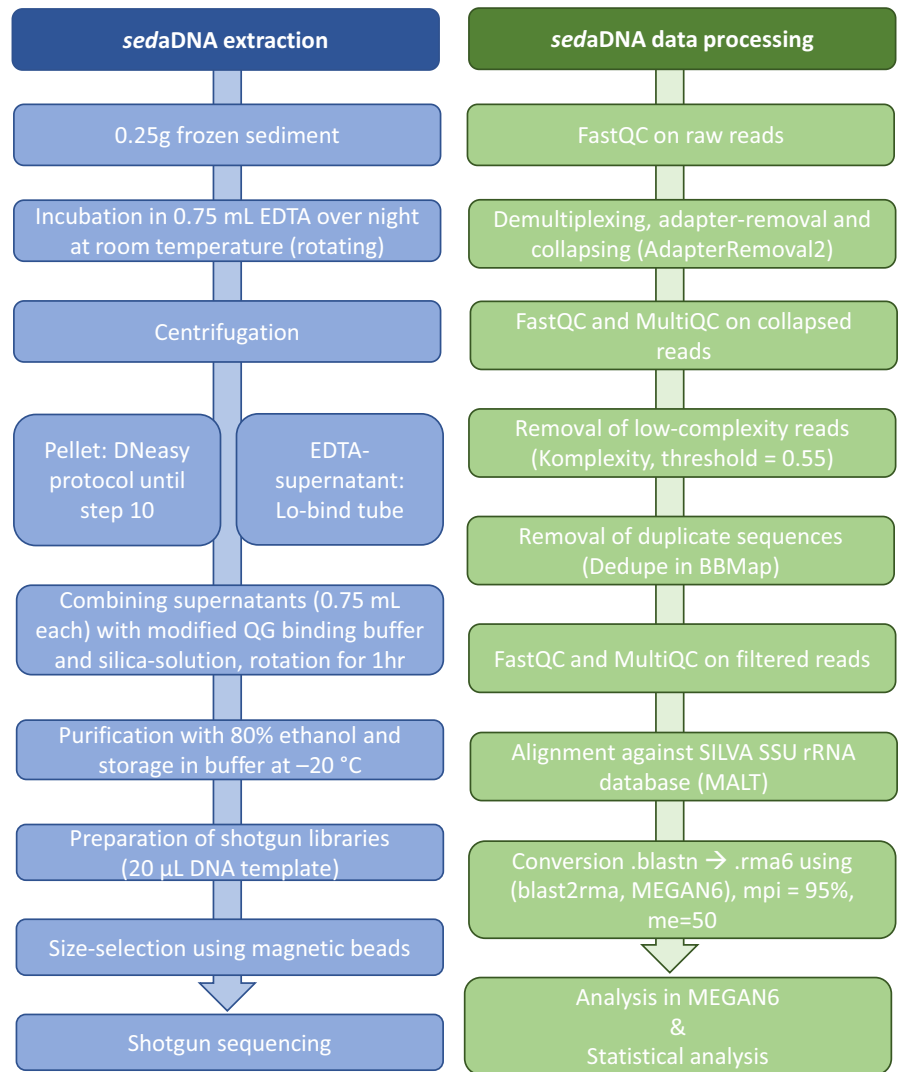 sedaDNA extraction
0.25g frozen sediment
Incubation in 0.75 mL EDTA over night
at room temperature (rotating)
Centrifugation
Pellet: DNeasy
protocol until
step 10
EDTA-
supernatant:
Lo-bind tube
Combining supernatants (0.75 mL
each) with modified QG binding buffer
and silica-solution, rotation for 1hr
Purification with 80% ethanol and
storage in buffer at –20 °C
Preparation of shotgun libraries
(20 µL DNA template)
Size-selection using magnetic beads
Shotgun sequencing
sedaDNA data processing
FastQC on raw reads
Demultiplexing, adapter-removal and
collapsing (AdapterRemoval2)
FastQC and MultiQC on collapsed
reads
Removal of low-complexity reads
(Komplexity, threshold = 0.55)
Removal of duplicate sequences
(Dedupe in BBMap)
FastQC and MultiQC on filtered reads
Alignment against SILVA SSU rRNA
database (MALT)
Conversion .blastn → .rma6 using
(blast2rma, MEGAN6), mpi = 95%,
me=50
Analysis in MEGAN6
&
Statistical analysis